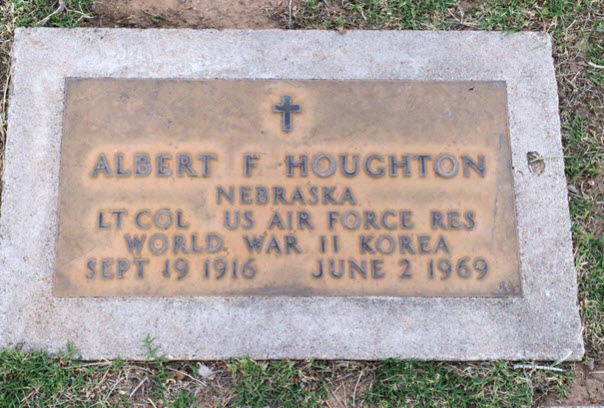 ALBERT F HOUGHTON
NEBRASKA
LT COL US AIR FORCE RES
WORLD WAR II KOREA
SEPT 19 1916 JUNE 2 1969